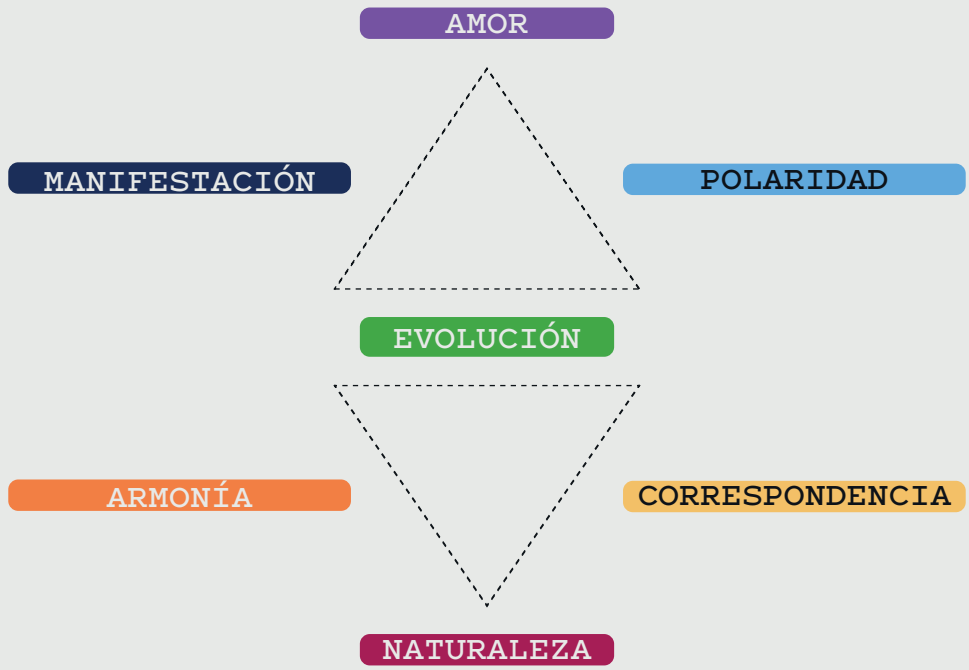 AMOR
MANIFESTACIÓN
POLARIDAD
EVOLUCIÓN
ARMONÍA
CORRESPONDENCIA
NATURALEZA